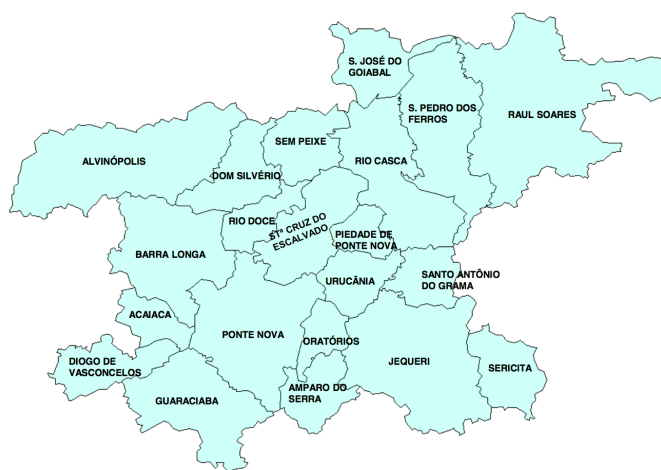 S. JOSÉ DO
GOIABAL
S. PEDRO DOS
FERROS
RAUL SOARES
SEM PEIXE
ALVINÓPOLIS
RIO CASCA
DOM SILVÉRIO
RIO DOCE
STª CRUZ DO
ESCALVADO
PIEDADE DE
PONTE NOVA
BARRA LONGA
URUCÂNIA
SANTO ANTÔNIO
DO GRAMA
ACAIACA
PONTE NOVA
ORATÓRIOS
DIOGO DE
VASCONCELOS
JEQUERI
SERICITA
AMPARO DO
SERRA
GUARACIABA